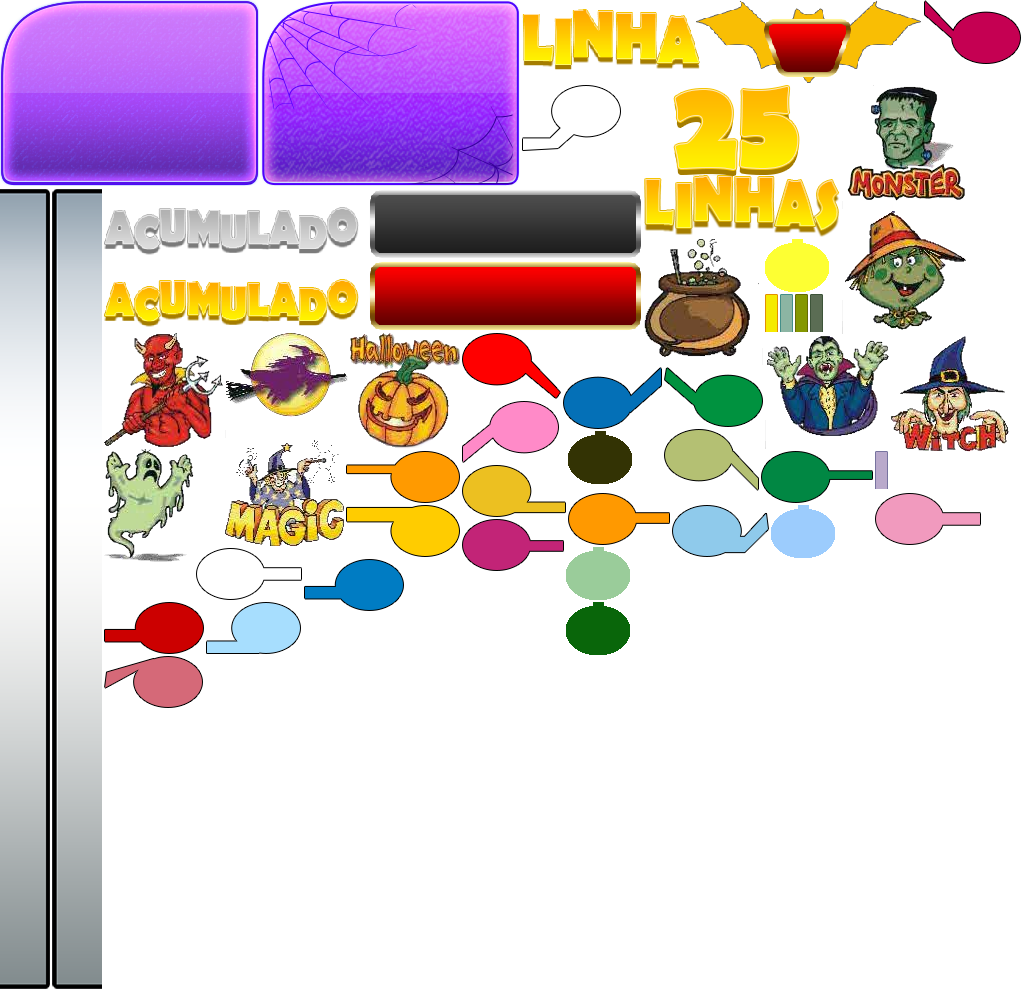 LINHA
25
LINHAS
MONSTER
ACUMULADO
ACUMULADO
Halloween
WITCH
MAGIC